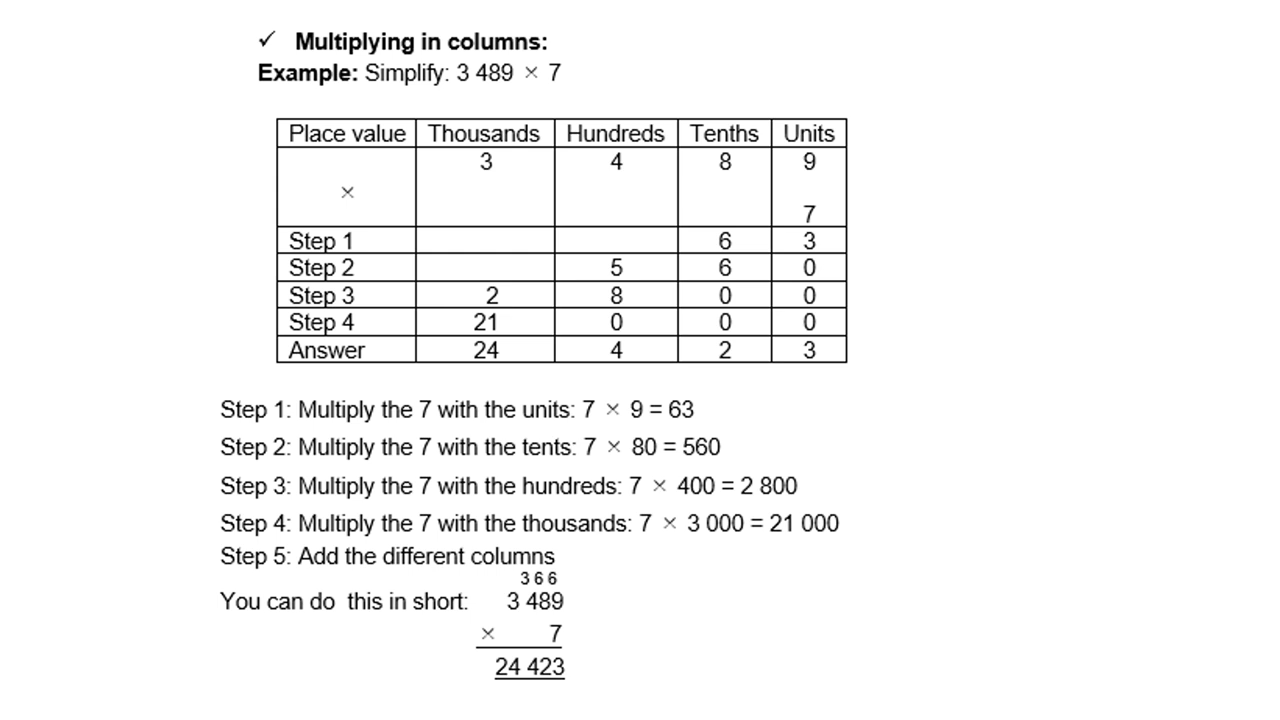 ✓ Multiplying in columns:
Example: Simplify: 3 489 × 7
Place value Thousands Hundreds Tenths Units
3 4 8 9
×
7
Step 1 6 3
Step 2 5 6 0
Step 3 2 8 0 0
Step 4 21 0 0 0
Answer 24 4 2 3
Step 1: Multiply the 7 with the units: 7 × 9 = 63
Step 2: Multiply the 7 with the tents: 7 × 80 = 560
Step 3: Multiply the 7 with the hundreds: 7 × 400 = 2 800
Step 4: Multiply the 7 with the thousands: 7 × 3 000 = 21 000
Step 5: Add the different columns
3 6 6
You can do this in short: 3 489
× 7
24 423